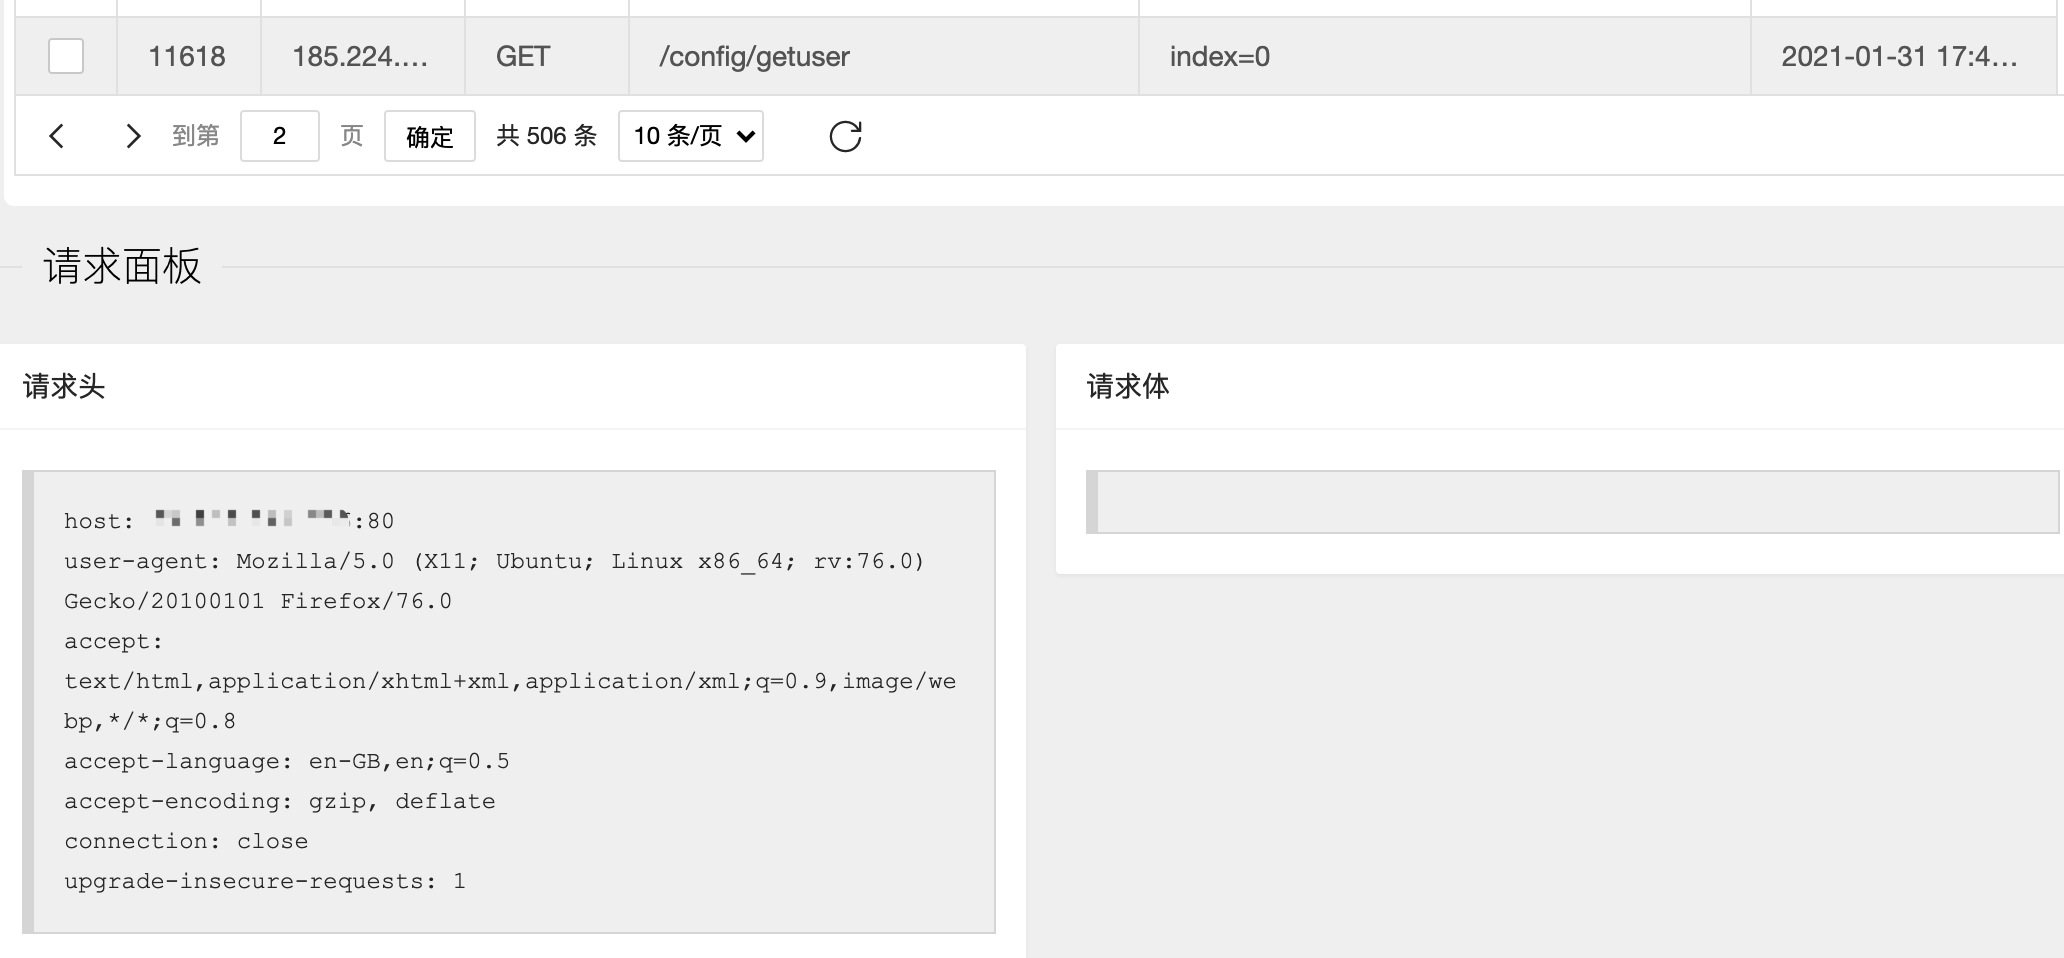 11618 185.224.... GET /config/getuser index=0 2021-01-31 17:4...
到第 2 页 确定 共 506 条 10 条/页
请求面板
请求头
host: :80
user-agent: Mozilla/5.0 (X11; Ubuntu; Linux x86_64; rv:76.0)
Gecko/20100101 Firefox/76.0
accept:
text/html,application/xhtml+xml,application/xml;q=0.9,image/we
bp,*/*;q=0.8
accept-language: en-GB,en;q=0.5
accept-encoding: gzip, deflate
connection: close
upgrade-insecure-requests: 1
请求体